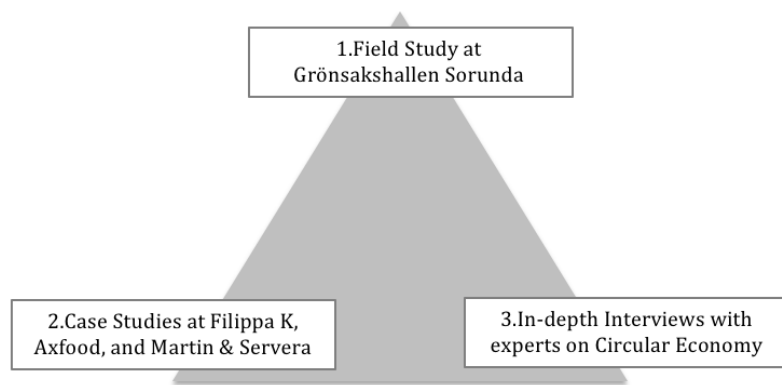 1.Field Study at
Grönsakshallen Sorunda
2.Case Studies at Filippa K,
Axfood, and Martin & Servera
3.In-depth Interviews with
experts on Circular Economy